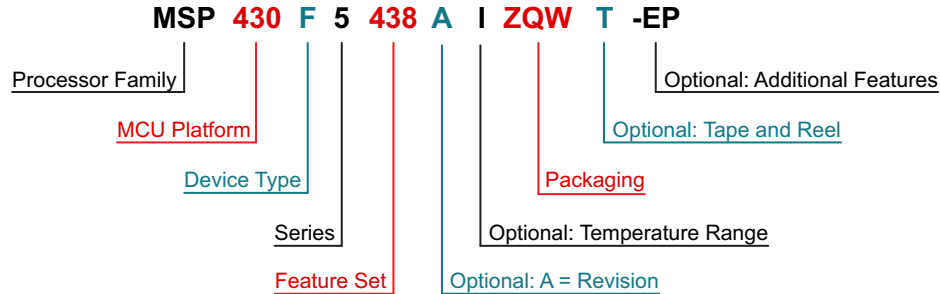 MSP 430 F 5 438 A I ZQW T -EP
Processor Family
Optional: Additional Features
MCU Platform
Optional: Tape and Reel
Device Type
Packaging
Series
Optional: Temperature Range
Feature Set
Optional: A = Revision